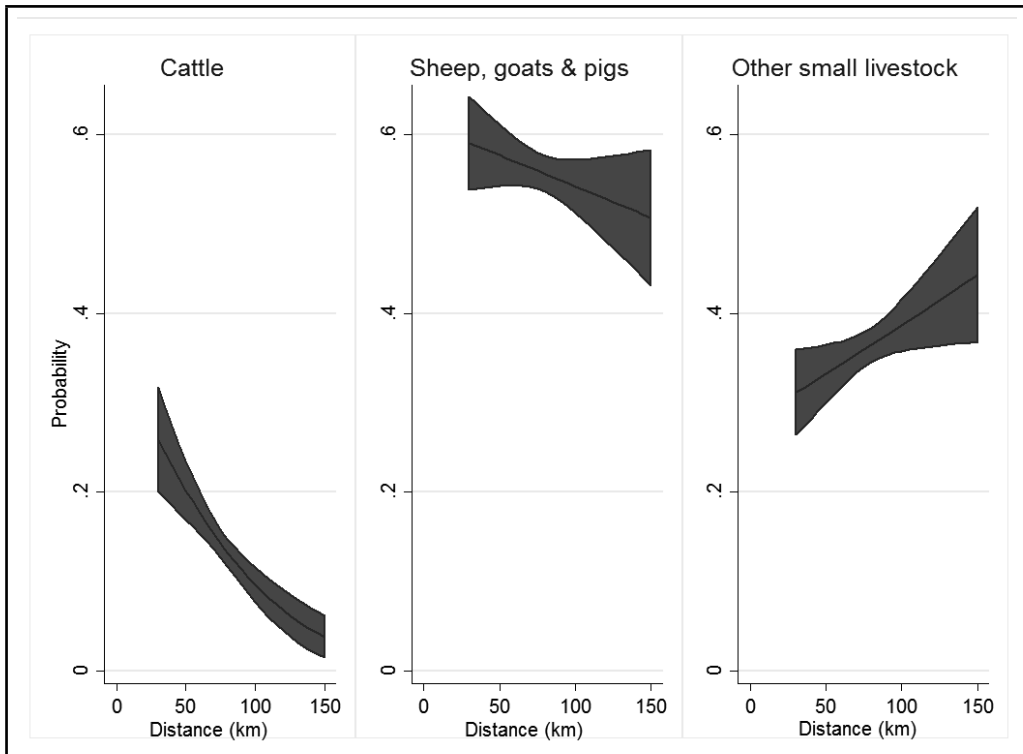 Cattle
Sheep, goats & pigs
Other small livestock
Probability
.6
.4
.2
0
0 50 100 150
Distance (km)
.6
.4
.2
0
0 50 100 150
Distance (km)
.6
.4
.2
0
0 50 100 150
Distance (km)